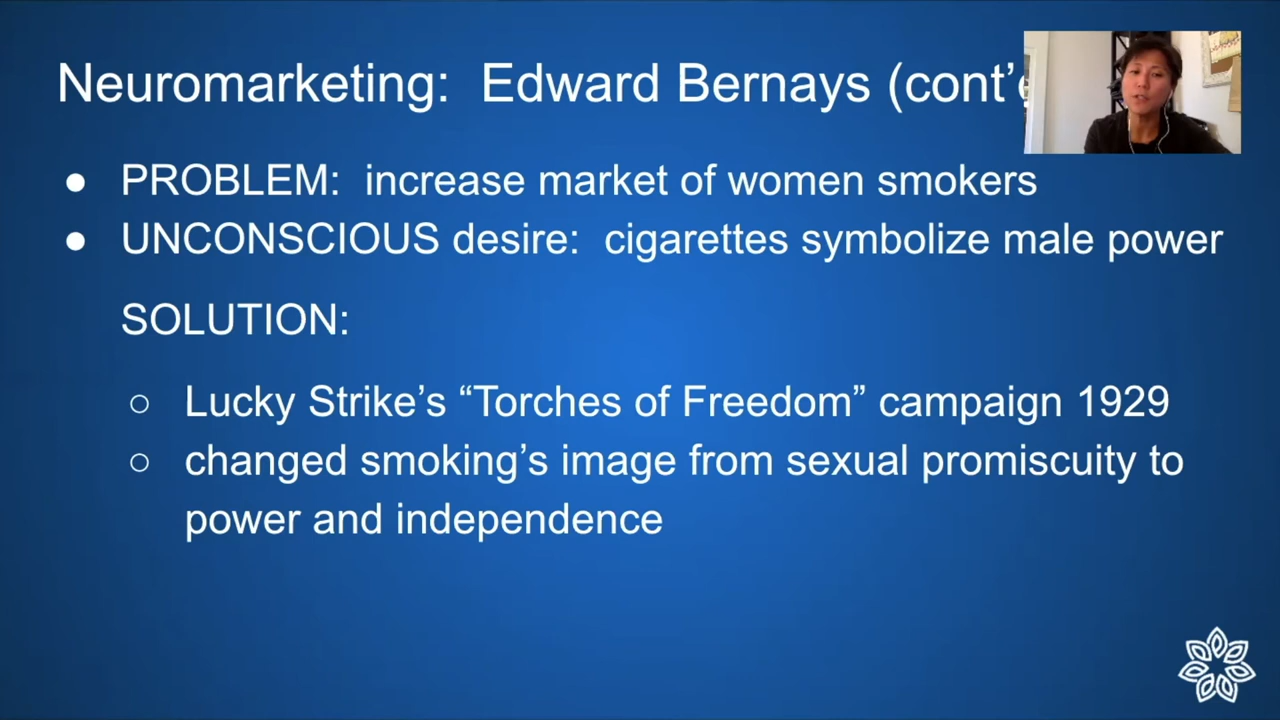 Neuromarketing: Edward Bernays (cont'
● PROBLEM: increase market of women smokers
● UNCONSCIOUS desire: cigarettes symbolize male power
SOLUTION:
○ Lucky Strike’s “Torches of Freedom” campaign 1929
○ changed smoking’s image from sexual promiscuity to
power and independence